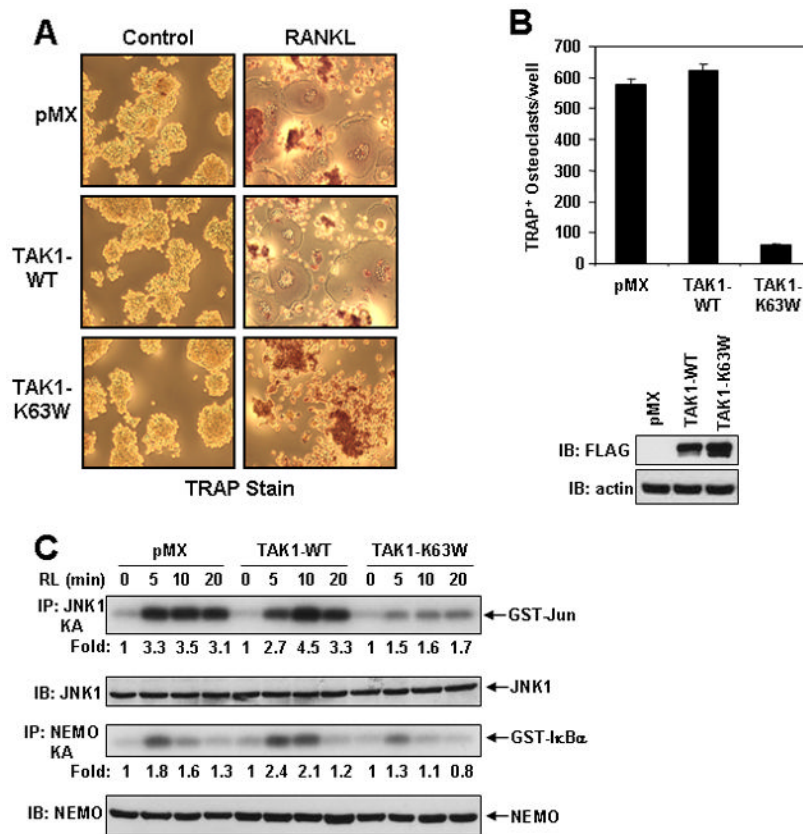 A
Control RANKL
pMX
TAK1-
WT
TAK1-
K63W
TRAP Stain
B
TRAP+ Osteoclasts/well
700
600
500
400
300
200
100
0
pMX TAK1- TAK1-
WT K63W
pMX TAK1-WT TAK1-K63W
IB: FLAG
IB: actin
C
pMX TAK1-WT TAK1-K63W
RL (min) 0 5 10 20 0 5 10 20 0 5 10 20
IP: JNK1
KA
GST-Jun
Fold: 1 3.3 3.5 3.1 1 2.7 4.5 3.3 1 1.5 1.6 1.7
IB: JNK1 JNK1
IP: NEMO
KA
GST-IκBα
Fold: 1 1.8 1.6 1.3 1 2.4 2.1 1.2 1 1.3 1.1 0.8
IB: NEMO NEMO